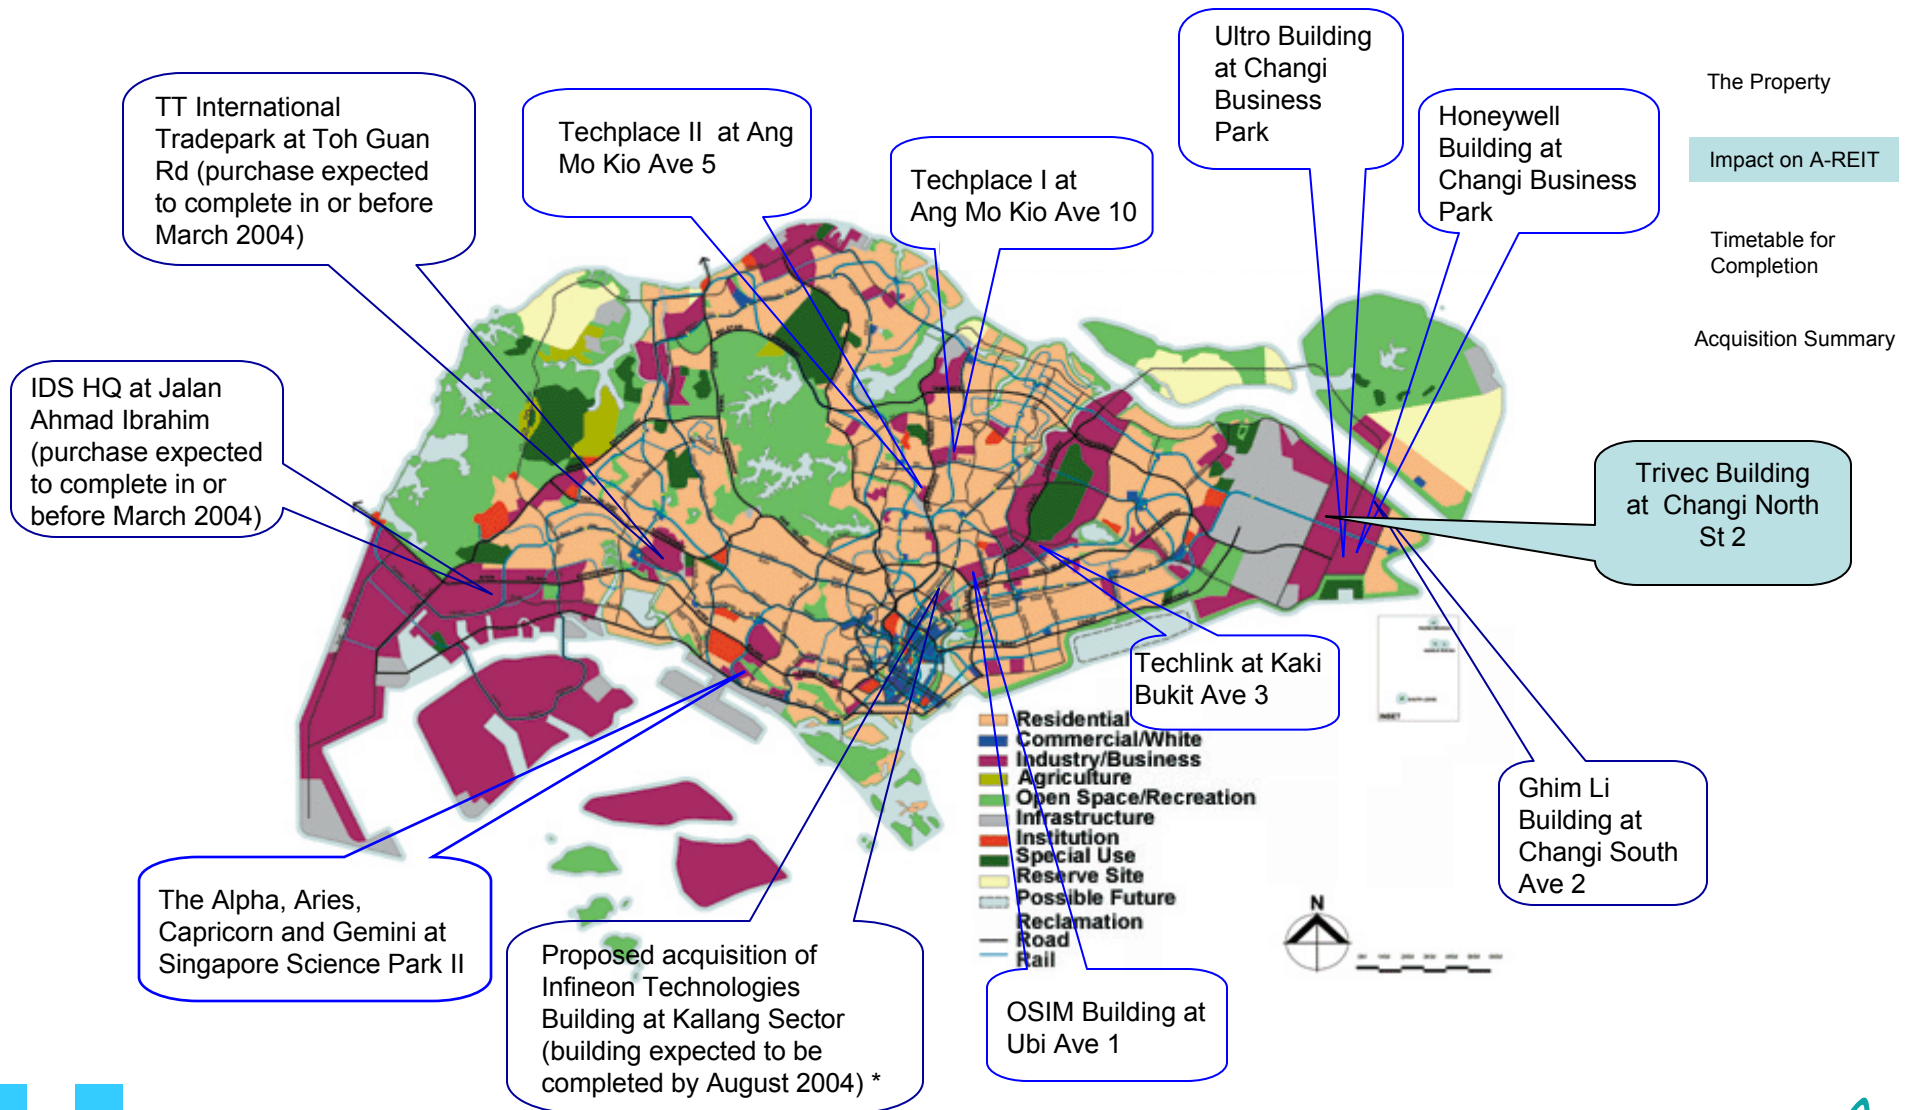 Ultro Building
at Changi
Business
Park
The Property
TT International
Tradepark at Toh Guan
Rd (purchase expected
to complete in or before
March 2004)
Techplace II at Ang
Mo Kio Ave 5
Honeywell
Building at
Changi Business
Park
Impact on A-REIT
Techplace I at
Ang Mo Kio Ave 10
Timetable for
Completion
Acquisition Summary
IDS HQ at Jalan
Ahmad Ibrahim
(purchase expected
to complete in or
before March 2004)
Trivec Building
at Changi North
St 2
Techlink at Kaki
Bukit Ave 3
Residential
Commercial/White
Industry/Business
Agriculture
Open Space/Recreation
Infrastructure
Institution
Special Use
Reserve Site
Possible Future
Reclamation
Road
Rail
INSET
Ghim Li
Building at
Changi South
Ave 2
N
The Alpha, Aries,
Capricorn and Gemini at
Singapore Science Park II
Proposed acquisition of
Infineon Technologies
Building at Kallang Sector
(building expected to be
completed by August 2004) *
OSIM Building at
Ubi Ave 1